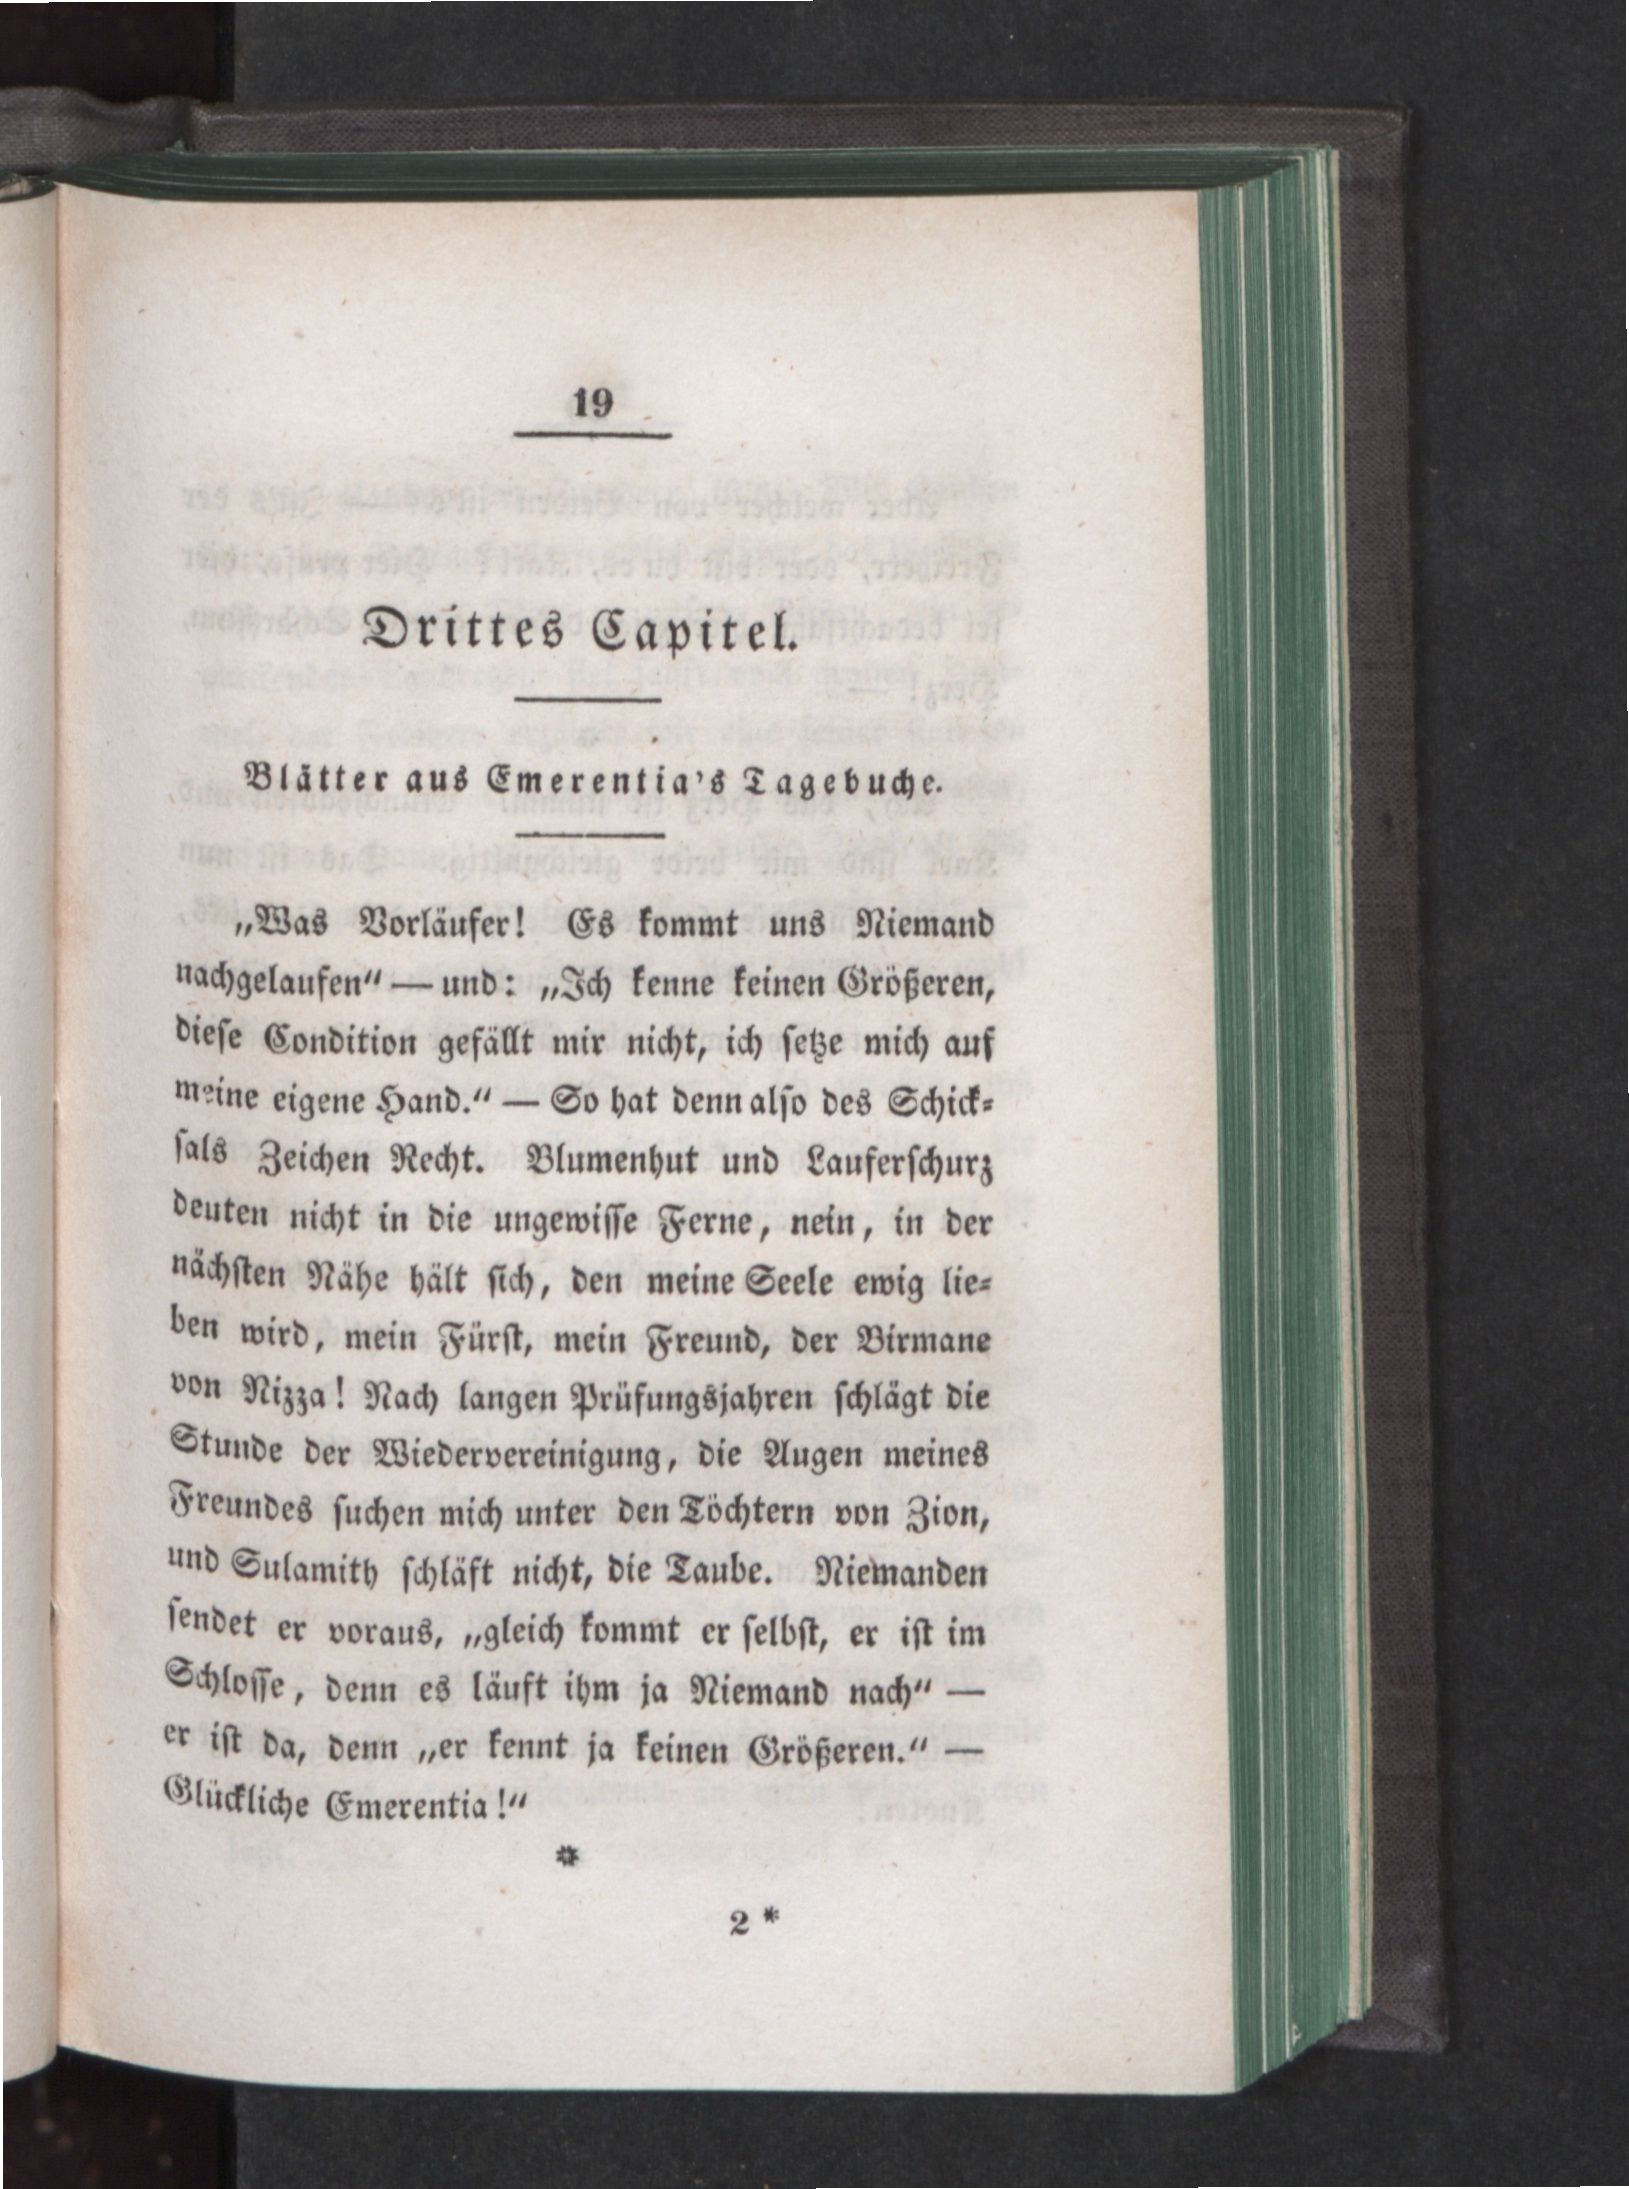 19
Drittes Capitel.
Blätter aus Emerentia's Tagebuche.
„Was Vorläufer! Es kommt uns Niemand
nachgelaufen“ — und: „Ich kenne keinen Größeren,
diese Condition gefällt mir nicht, ich setze mich auf
meine eigene Hand.“ — So hat denn also des Schick=
sals Zeichen Recht. Blumenhut und Lauferschurz
deuten nicht in die ungewisse Ferne, nein, in der
nächsten Nähe hält sich, den meine Seele ewig lie=
ben wird, mein Fürst, mein Freund, der Birmane
von Nizza! Nach langen Prüfungsjahren schlägt die
Stunde der Wiedervereinigung, die Augen meines
Freundes suchen mich unter den Töchtern von Zion,
und Sulamith schläft nicht, die Taube. Niemanden
sendet er voraus, „gleich kommt er selbst, er ist im
Schlosse, denn es läuft ihm ja Niemand nach“ —
er ist da, denn „er kennt ja keinen Größeren.“ —
Glückliche Emerentia!“
*
2 *